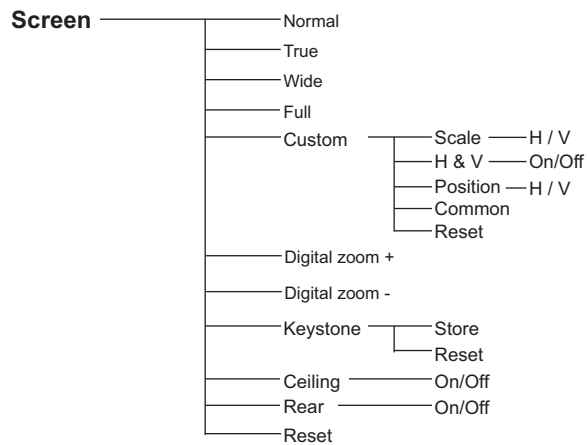 Screen Normal
True
Wide
Full
Custom Scale H / V
H & V On/Off
Position H / V
Common
Reset
Digital zoom +
Digital zoom -
Keystone Store
Reset
Ceiling On/Off
Rear On/Off
Reset